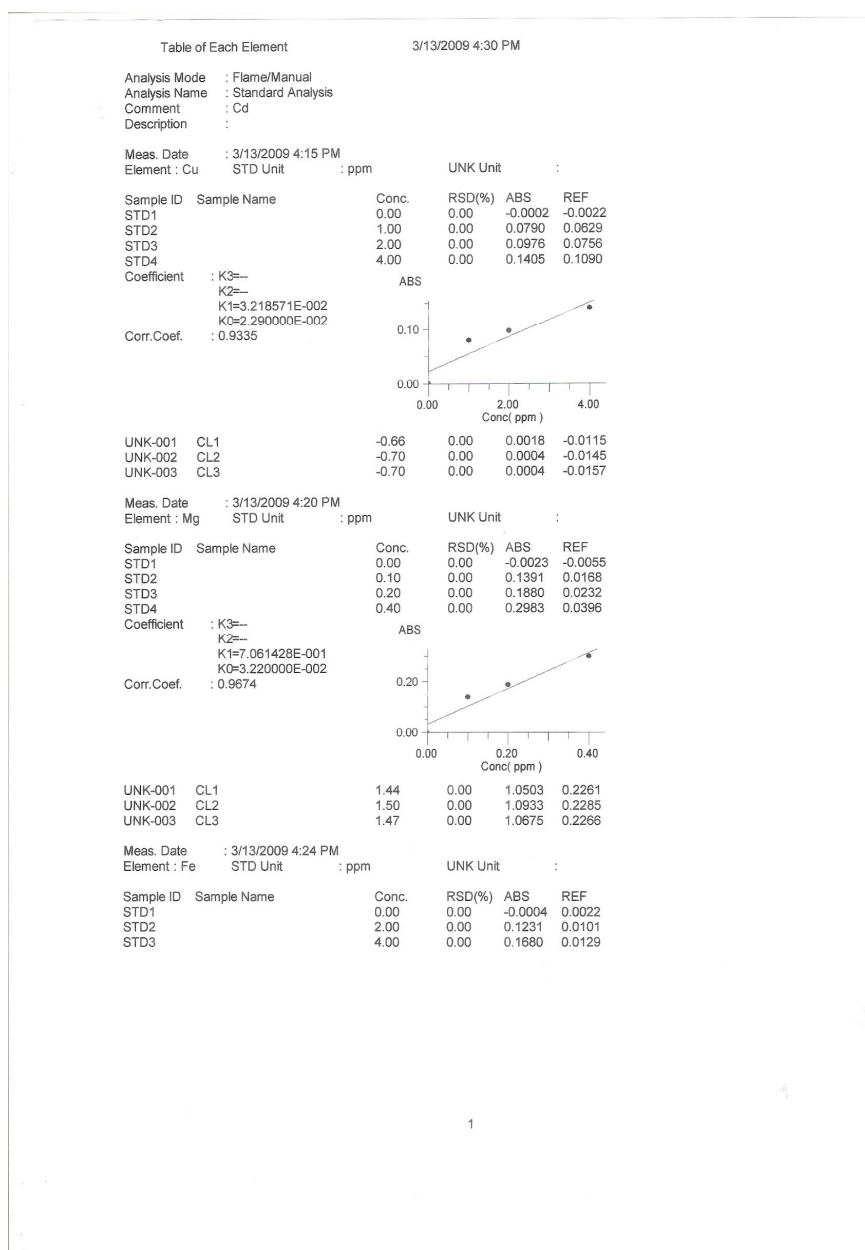 Table of Each Element 3/13/2009 4:30 PM
Analysis Mode : Flame/Manual
Analysis Name : Standard Analysis
Comment : Cd
Description :
Meas. Date : 3/13/2009 4:15 PM
Element : Cu STD Unit : ppm UNK Unit :
Sample ID Sample Name Conc. RSD(%) ABS REF
STD1 0.00 0.00 -0.0002 -0.0022
STD2 1.00 0.00 0.0790 0.0629
STD3 2.00 0.00 0.0976 0.0756
STD4 4.00 0.00 0.1405 0.1090
Coefficient : K3=-- ABS
K2=--
K1=3.218571E-002
K0=2.290000E-002
0.10
Corr.Coef. : 0.9335
0.00
0.00 2.00 4.00
Conc( ppm )
UNK-001 CL1 -0.66 0.00 0.0018 -0.0115
UNK-002 CL2 -0.70 0.00 0.0004 -0.0145
UNK-003 CL3 -0.70 0.00 0.0004 -0.0157
Meas. Date : 3/13/2009 4:20 PM
Element : Mg STD Unit : ppm UNK Unit :
Sample ID Sample Name Conc. RSD(%) ABS REF
STD1 0.00 0.00 -0.0023 -0.0055
STD2 0.10 0.00 0.1391 0.0168
STD3 0.20 0.00 0.1880 0.0232
STD4 0.40 0.00 0.2983 0.0396
Coefficient : K3=-- ABS
K2=--
K1=7.061428E-001
K0=3.220000E-002
Corr.Coef. : 0.9674 0.20
0.00
0.00 0.20 0.40
Conc( ppm )
UNK-001 CL1 1.44 0.00 1.0503 0.2261
UNK-002 CL2 1.50 0.00 1.0933 0.2285
UNK-003 CL3 1.47 0.00 1.0675 0.2266
Meas. Date : 3/13/2009 4:24 PM
Element : Fe STD Unit : ppm UNK Unit :
Sample ID Sample Name Conc. RSD(%) ABS REF
STD1 0.00 0.00 -0.0004 0.0022
STD2 2.00 0.00 0.1231 0.0101
STD3 4.00 0.00 0.1680 0.0129
1